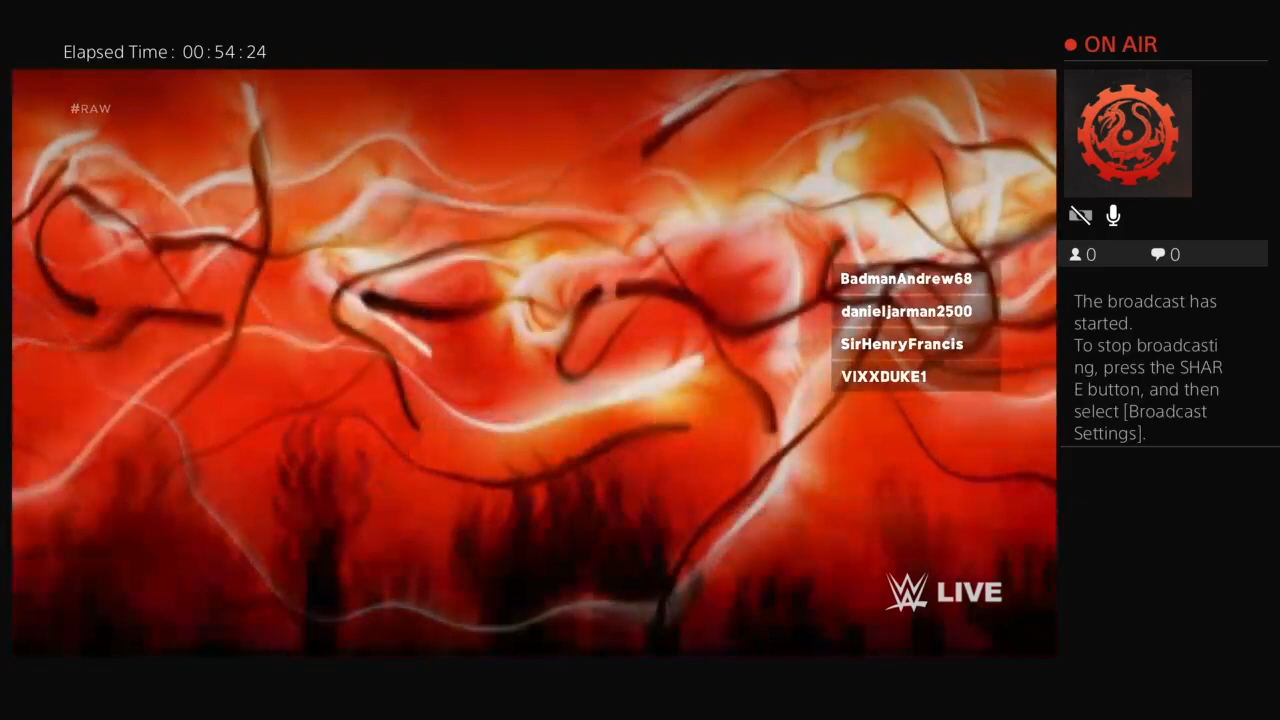 Elapsed Time: 00:54:24
ON AIR
#RAW
0 0
BadmanAndrew68
danieljarman2500
SirHenryFrancis
VIXXDUKE1
The broadcast has
started.
To stop broadcasti
ng, press the SHAR
E button, and then
select [Broadcast
Settings].
W LIVE